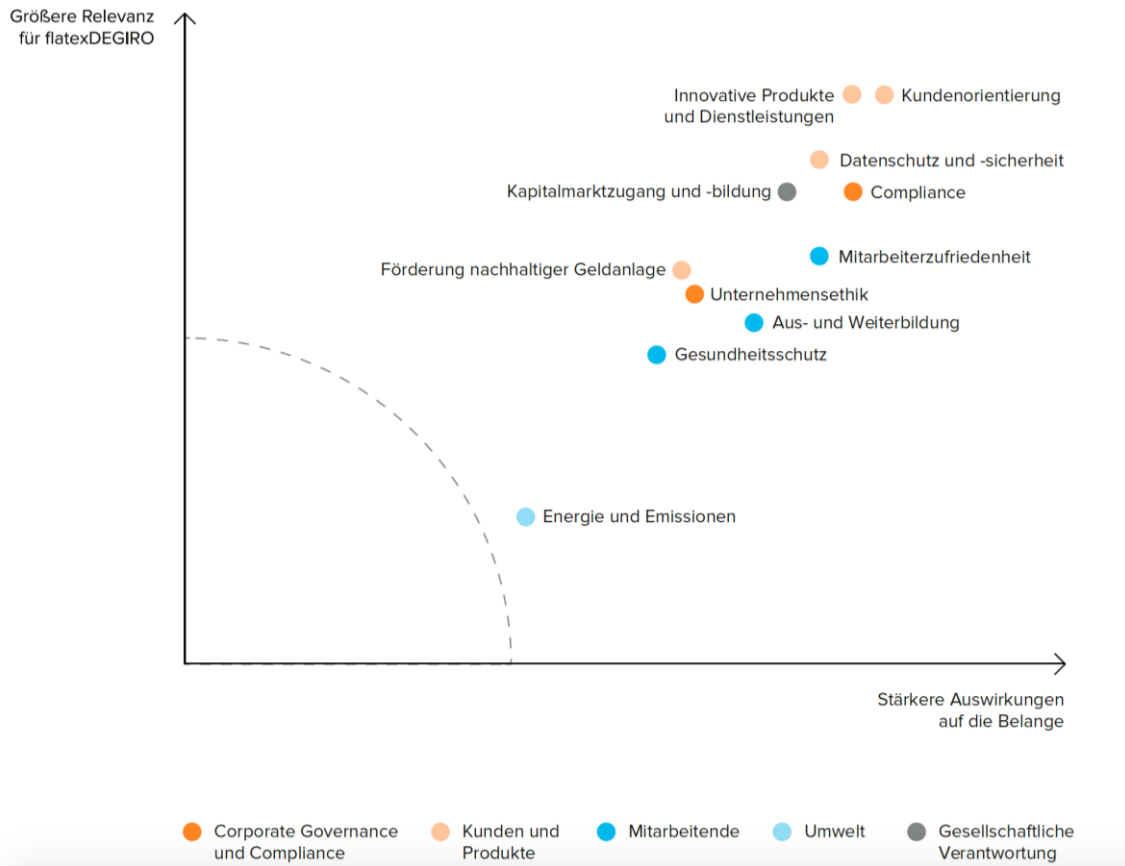 Größere Relevanz
für flatexDEGIRO
Innovative Produkte
und Dienstleistungen
Kundenorientierung
Datenschutz und -sicherheit
Kapitalmarktzugang und -bildung
Compliance
Mitarbeiterzufriedenheit
Förderung nachhaltiger Geldanlage
Unternehmensethik
Aus- und Weiterbildung
Gesundheitsschutz
Energie und Emissionen
Stärkere Auswirkungen
auf die Belange
Corporate Governance
und Compliance
Kunden und
Produkte
Mitarbeitende
Umwelt
Gesellschaftliche
Verantwortung